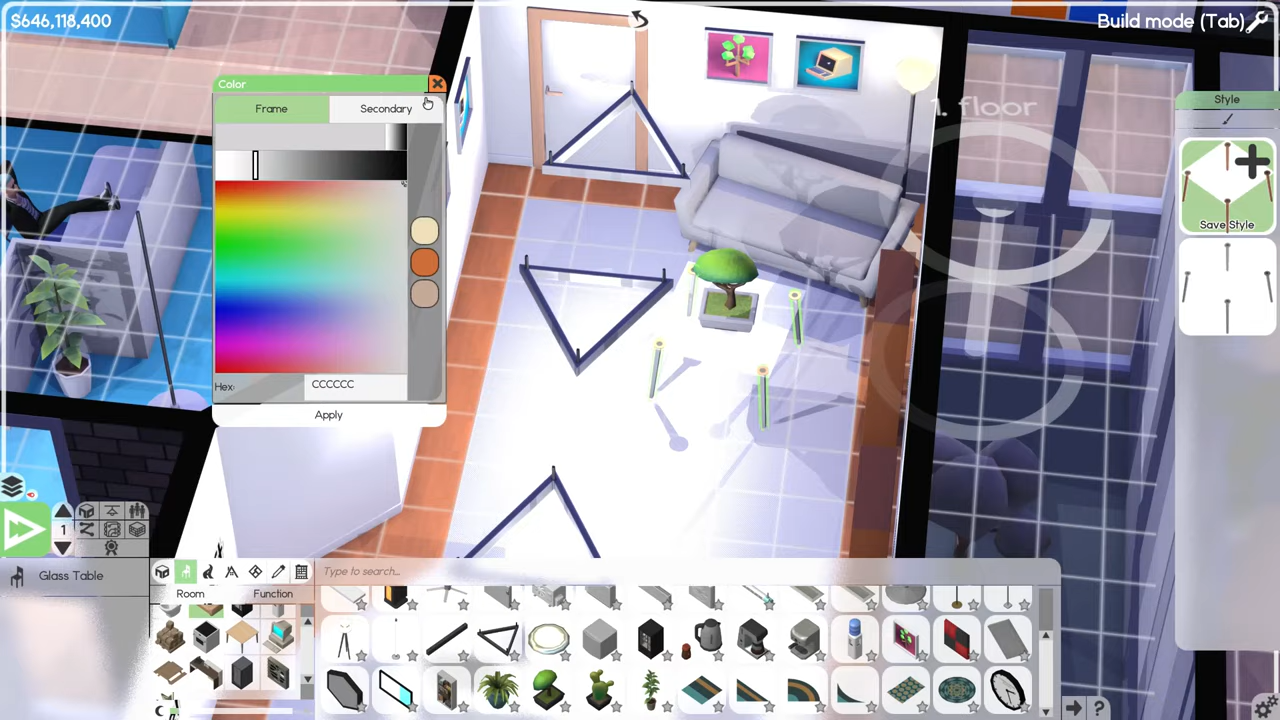 $646,118,400
Build mode (Tab)
Color
Frame
Secondary
1. floor
Style
Save Style
Hex
CCCCCC
Apply
1
Glass Table
Type to search...
Room
Function
?